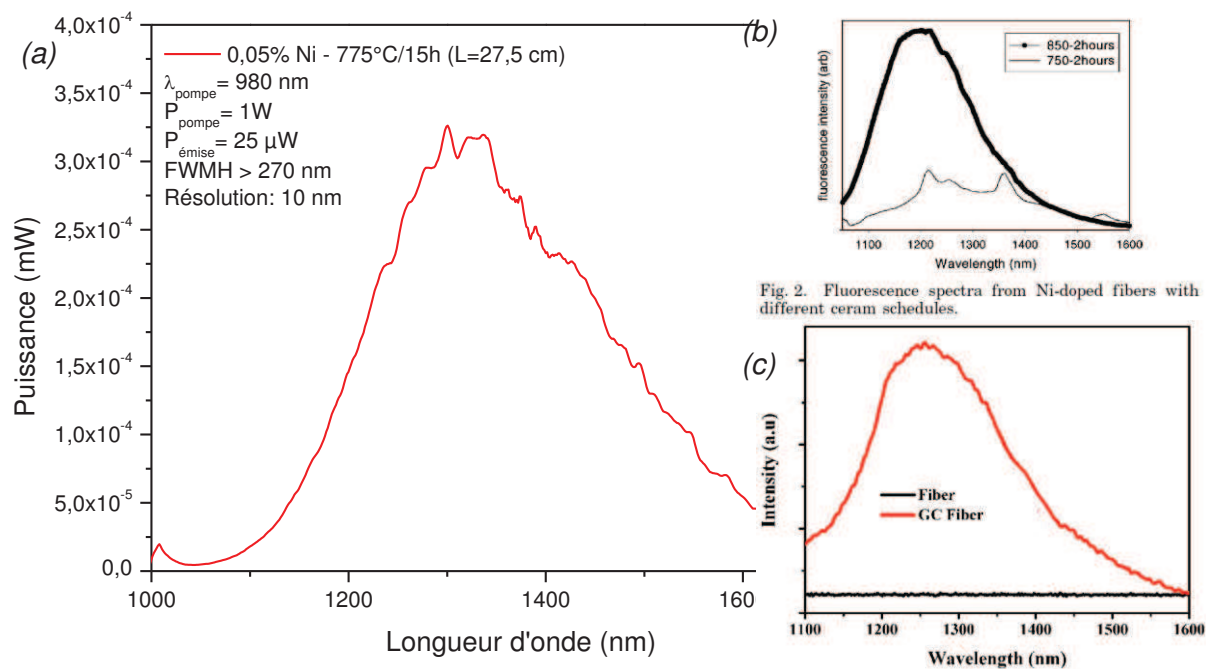 (a)
4,0x10-4
3,5x10-4
3,0x10-4
2,5x10-4
2,0x10-4
1,5x10-4
1,0x10-4
5,0x10-5
0,0
Puissance (mW)
0,05% Ni - 775°C/15h (L=27,5 cm)
λpompe= 980 nm
Ppompe= 1W
Pémise= 25 µW
FWMH > 270 nm
Résolution: 10 nm
1000 1200 1400 160
Longueur d'onde (nm)
(b)
850-2hours
750-2hours
fluorescence intensity (arb)
1100 1200 1300 1400 1500 1600
Wavelength (nm)
Fig. 2. Fluorescence spectra from Ni-doped fibers with
different ceram schedules.
(c)
Intensity (a.u)
Fiber
GC Fiber
1100 1200 1300 1400 1500 1600
Wavelength (nm)